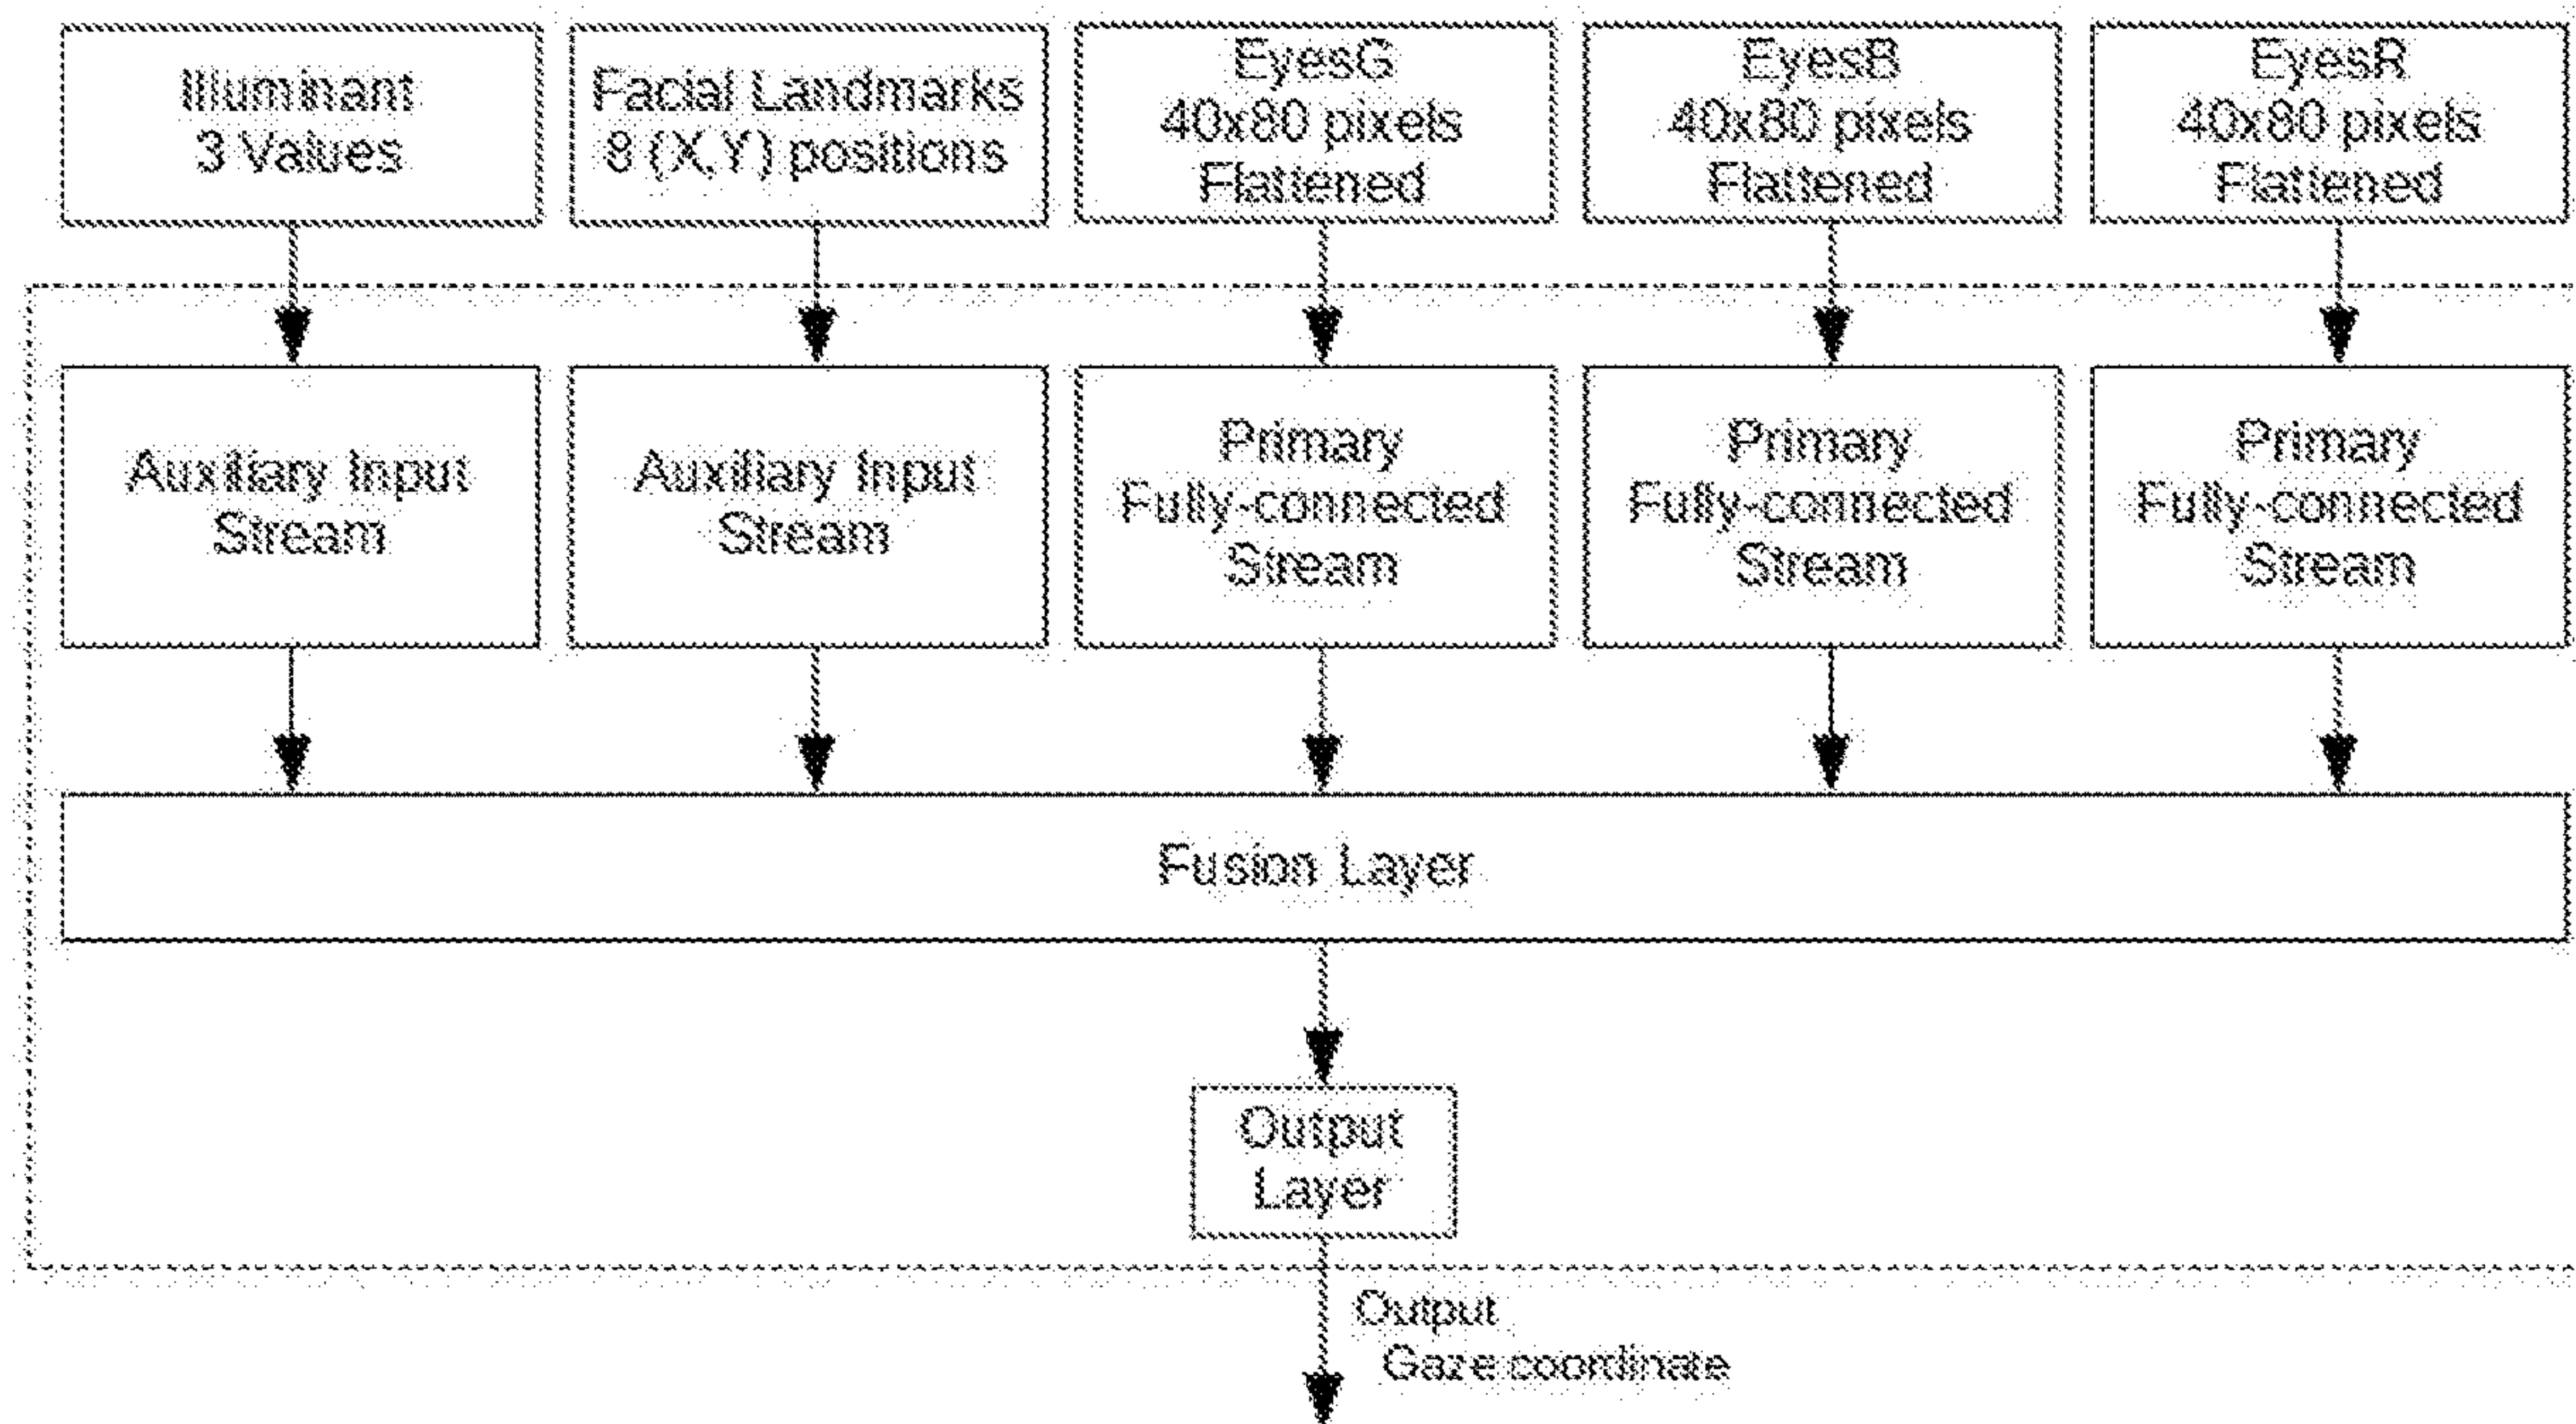 Illuminant
3 Values
Facial Landmarks
8 (X,Y) positions
EyesG
40x80 pixels
Flattened
EyesB
40x80 pixels
Flattened
EyesR
40x80 pixels
Flattened
Auxiliary Input
Stream
Auxiliary Input
Stream
Primary
Fully-connected
Stream
Primary
Fully-connected
Stream
Primary
Fully-connected
Stream
Fusion Layer
Output
Layer
Output
Gaze coordinate